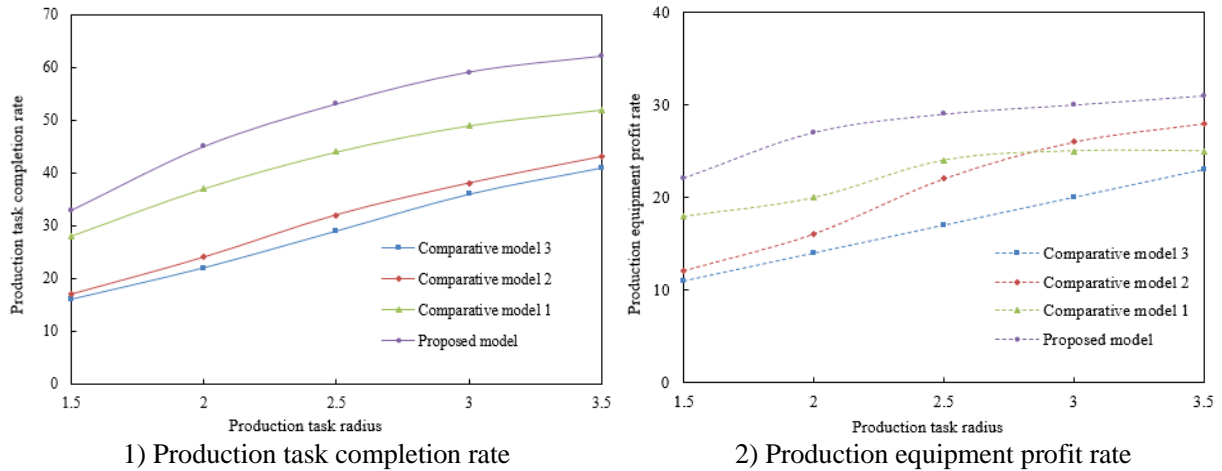 70
60
50
40
30
20
10
0
Production task completion rate
Comparative model 3
Comparative model 2
Comparative model 1
Proposed model
1.5 2 2.5 3 3.5
Production task radius
1) Production task completion rate
40
30
20
10
0
Production equipment profit rate
Comparative model 3
Comparative model 2
Comparative model 1
Proposed model
1.5 2 2.5 3 3.5
Production task radius
2) Production equipment profit rate